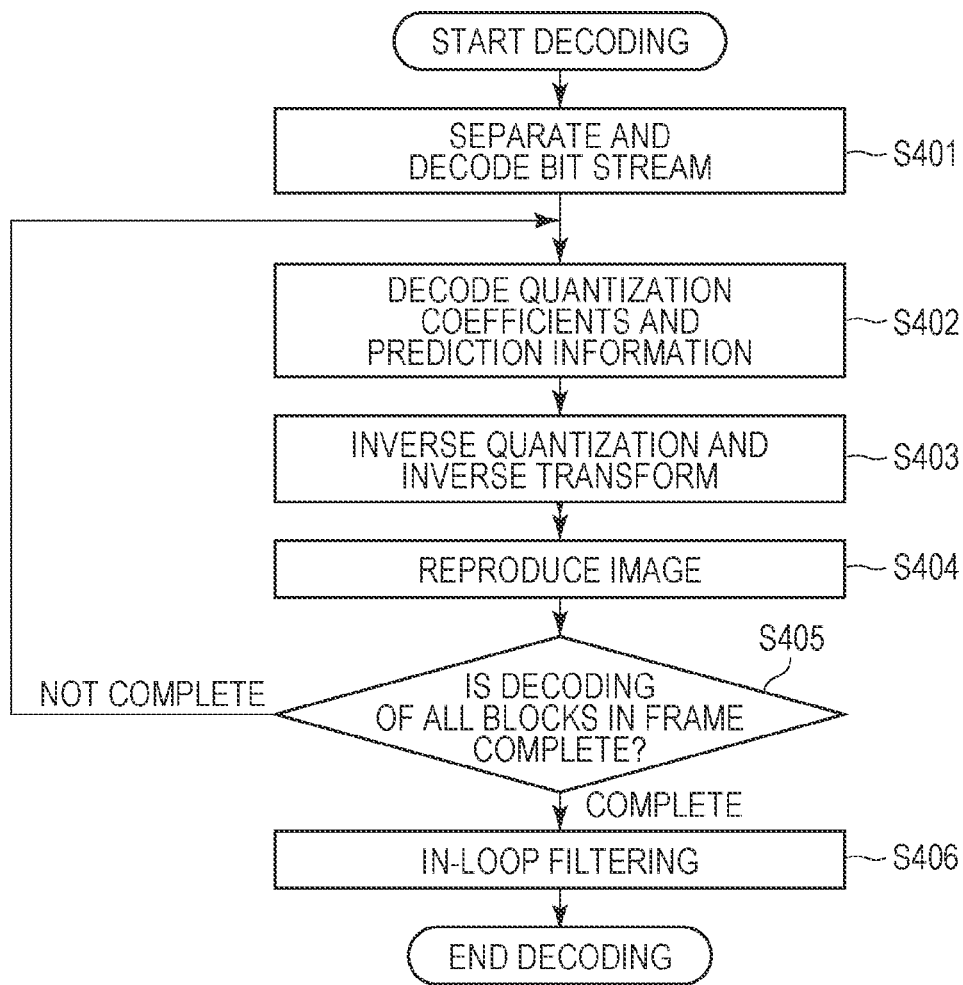 START DECODING
SEPARATE AND
DECODE BIT STREAM
S401
DECODE QUANTIZATION
COEFFICIENTS AND
PREDICTION INFORMATION
S402
INVERSE QUANTIZATION AND
INVERSE TRANSFORM
S403
REPRODUCE IMAGE
S404
S405
NOT COMPLETE
IS DECODING
OF ALL BLOCKS IN FRAME
COMPLETE?
COMPLETE
IN-LOOP FILTERING
S406
END DECODING